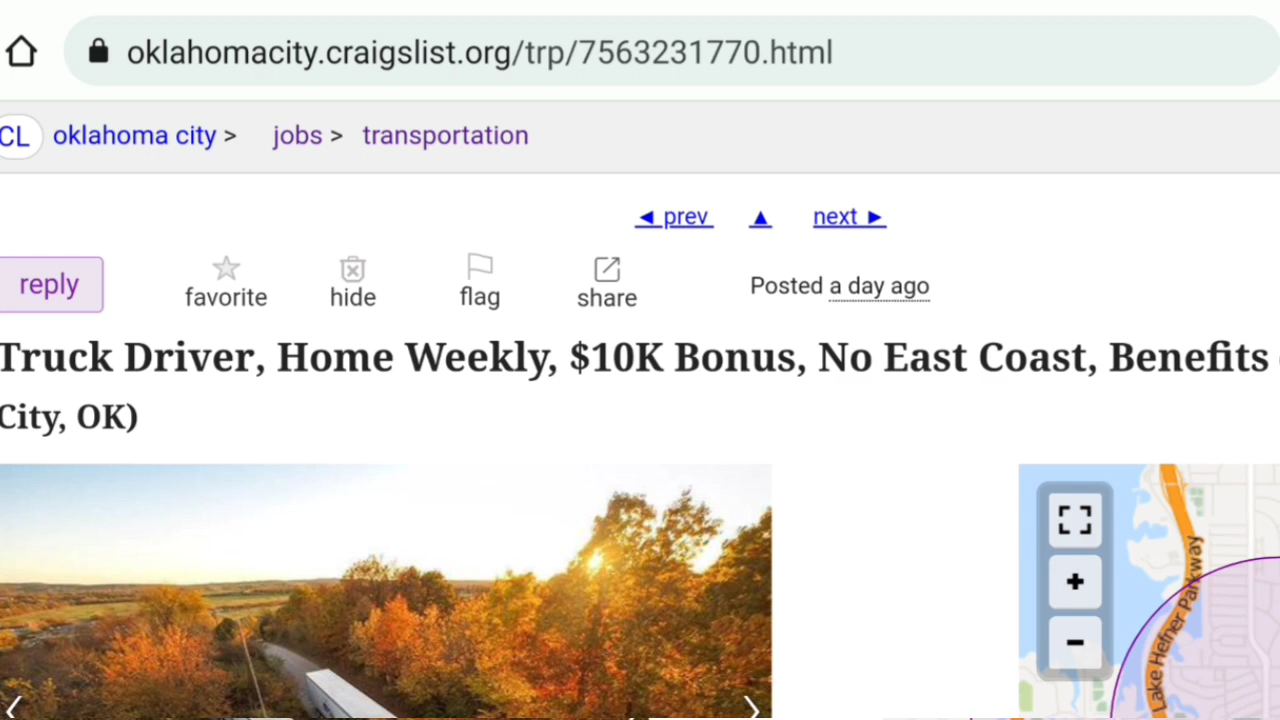 oklahomacity.craigslist.org/trp/7563231770.html
CL oklahoma city > jobs > transportation
◄ prev ▲ next ►
reply favorite hide flag share Posted a day ago
Truck Driver, Home Weekly, $10K Bonus, No East Coast, Benefits
City, OK)
+
-
Lake Hefner Parkway